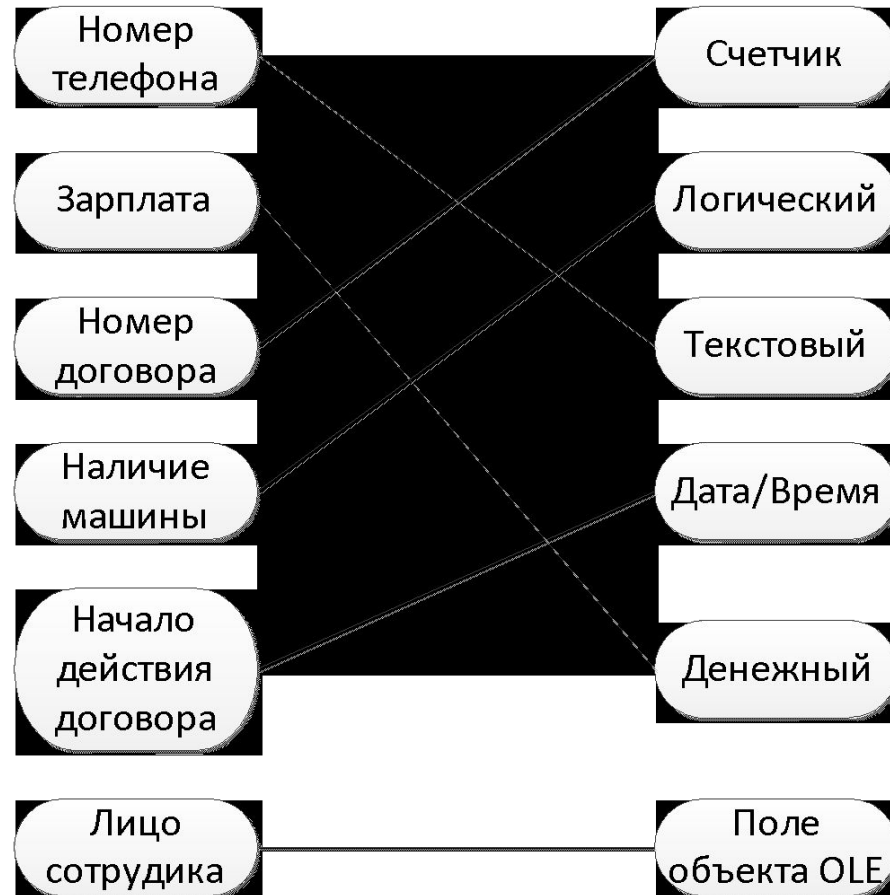 Номер
телефона
Счетчик
Зарплата
Логический
Номер
договора
Текстовый
Наличие
машины
Дата/Время
Начало
действия
договора
Денежный
Лицо
сотрудика
Поле
объекта OLE